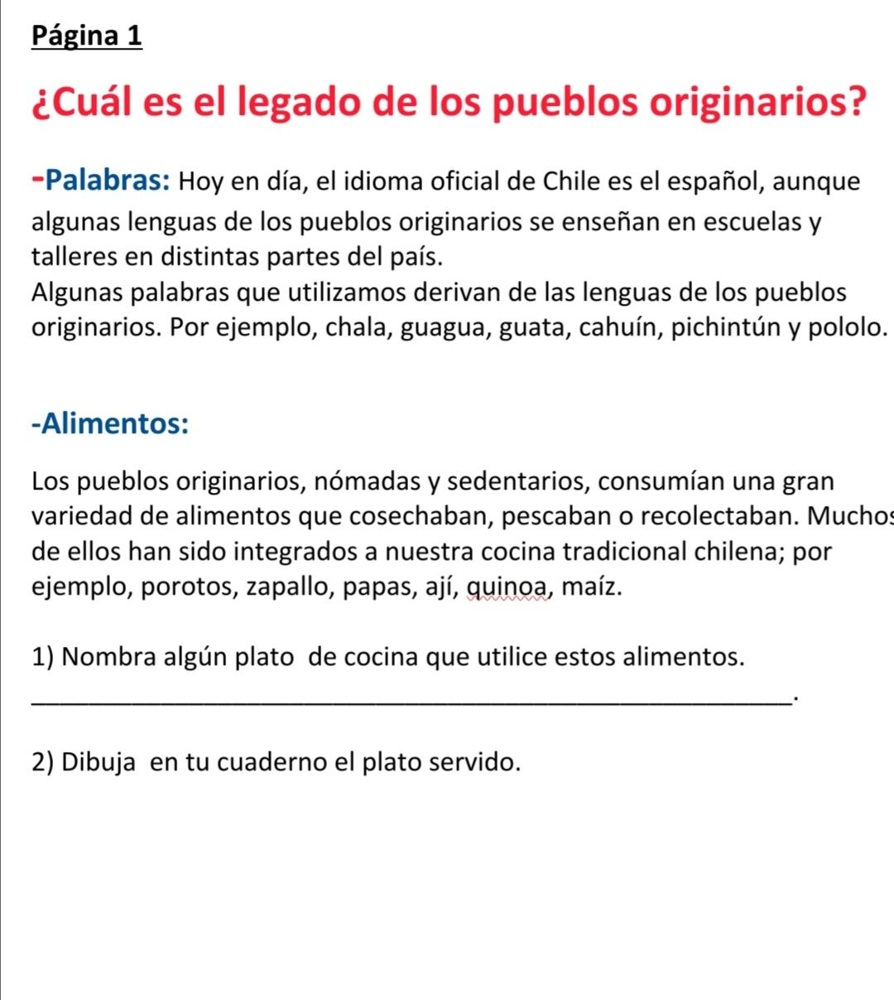 Página 1
¿Cuál es el legado de los pueblos originarios?
-Palabras: Hoy en día, el idioma oficial de Chile es el español, aunque
algunas lenguas de los pueblos originarios se enseñan en escuelas y
talleres en distintas partes del país.
Algunas palabras que utilizamos derivan de las lenguas de los pueblos
originarios. Por ejemplo, chala, guagua, guata, cahuín, pichintún y pololo.
-Alimentos:
Los pueblos originarios, nómadas y sedentarios, consumían una gran
variedad de alimentos que cosechaban, pescaban o recolectaban. Muchos
de ellos han sido integrados a nuestra cocina tradicional chilena; por
ejemplo, porotos, zapallo, papas, ají, quinoa, maíz.
1) Nombra algún plato  de cocina que utilice estos alimentos.
_______________________________________________________.
2) Dibuja  en tu cuaderno el plato servido.